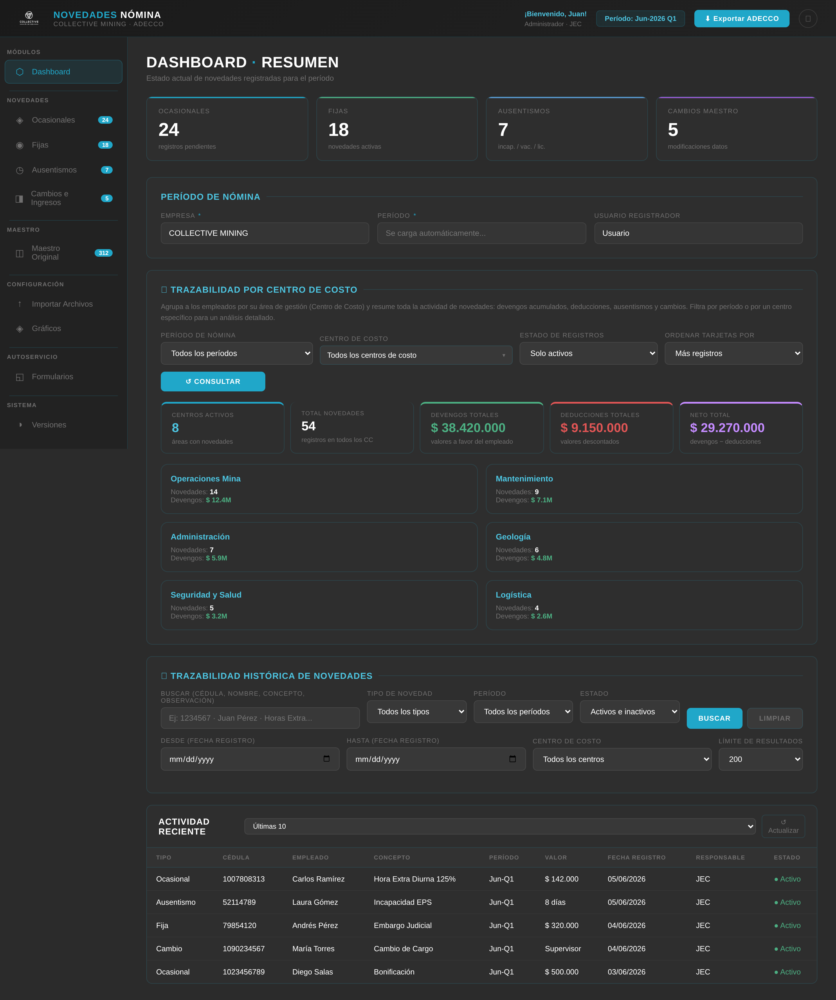 COLLECTIVE
MINING
NOVEDADES NÓMINA
COLLECTIVE MINING · ADECCO
¡Bienvenido, Juan!
Administrador · JEC
Período: Jun-2026 Q1
⬇ Exportar ADECCO
MÓDULOS
Dashboard
NOVEDADES
Ocasionales 24
Fijas 18
Ausentismos 7
Cambios e
Ingresos 5
MAESTRO
Maestro
Original 312
CONFIGURACIÓN
↑ Importar Archivos
Gráficos
AUTOSERVICIO
Formularios
SISTEMA
Versiones
DASHBOARD · RESUMEN
Estado actual de novedades registradas para el período
OCASIONALES
24
registros pendientes
FIJAS
18
novedades activas
AUSENTISMOS
7
incap. / vac. / lic.
CAMBIOS MAESTRO
5
modificaciones datos
PERÍODO DE NÓMINA
EMPRESA *
COLLECTIVE MINING
PERÍODO *
Se carga automáticamente...
USUARIO REGISTRADOR
Usuario
TRAZABILIDAD POR CENTRO DE COSTO
Agrupa a los empleados por su área de gestión (Centro de Costo) y resume toda la actividad de novedades: devengos acumulados, deducciones, ausentismos y cambios. Filtra por período o por un centro
específico para un análisis detallado.
PERÍODO DE NÓMINA
Todos los períodos
CENTRO DE COSTO
Todos los centros de costo
ESTADO DE REGISTROS
Solo activos
ORDENAR TARJETAS POR
Más registros
↺ CONSULTAR
CENTROS ACTIVOS
8
áreas con novedades
TOTAL NOVEDADES
54
registros en todos los CC
DEVENGOS TOTALES
$ 38.420.000
valores a favor del empleado
DEDUCCIONES TOTALES
$ 9.150.000
valores descontados
NETO TOTAL
$ 29.270.000
devengos − deducciones
Operaciones Mina
Novedades: 14
Devengos: $ 12.4M
Mantenimiento
Novedades: 9
Devengos: $ 7.1M
Administración
Novedades: 7
Devengos: $ 5.9M
Geología
Novedades: 6
Devengos: $ 4.8M
Seguridad y Salud
Novedades: 5
Devengos: $ 3.2M
Logística
Novedades: 4
Devengos: $ 2.6M
TRAZABILIDAD HISTÓRICA DE NOVEDADES
BUSCAR (CÉDULA, NOMBRE, CONCEPTO,
OBSERVACIÓN)
Ej: 1234567 · Juan Pérez · Horas Extra...
TIPO DE NOVEDAD
Todos los tipos
PERÍODO
Todos los períodos
ESTADO
Activos e inactivos
BUSCAR
LIMPIAR
DESDE (FECHA REGISTRO)
mm/dd/yyyy
HASTA (FECHA REGISTRO)
mm/dd/yyyy
CENTRO DE COSTO
Todos los centros
LÍMITE DE RESULTADOS
200
ACTIVIDAD
RECIENTE
Últimas 10
↺
Actualizar
TIPO CÉDULA EMPLEADO CONCEPTO PERÍODO VALOR FECHA REGISTRO RESPONSABLE ESTADO
Ocasional 1007808313 Carlos Ramírez Hora Extra Diurna 125% Jun-Q1 $ 142.000 05/06/2026 JEC ● Activo
Ausentismo 52114789 Laura Gómez Incapacidad EPS Jun-Q1 8 días 05/06/2026 JEC ● Activo
Fija 79854120 Andrés Pérez Embargo Judicial Jun-Q1 $ 320.000 04/06/2026 JEC ● Activo
Cambio 1090234567 María Torres Cambio de Cargo Jun-Q1 Supervisor 04/06/2026 JEC ● Activo
Ocasional 1023456789 Diego Salas Bonificación Jun-Q1 $ 500.000 03/06/2026 JEC ● Activo